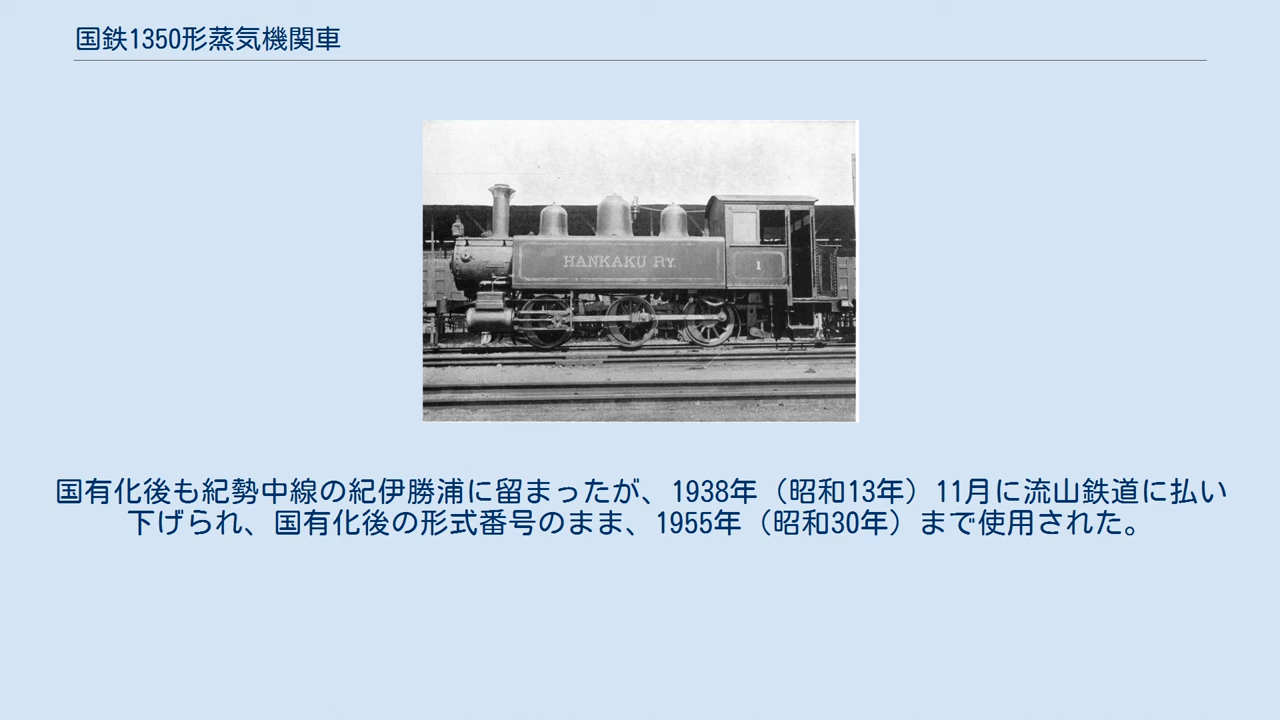 国鉄1350形蒸気機関車
HANKAKU RY.
1
国有化後も紀勢中線の紀伊勝浦に留まったが、1938年（昭和13年）11月に流山鉄道に払い
下げられ、国有化後の形式番号のまま、1955年（昭和30年）まで使用された。